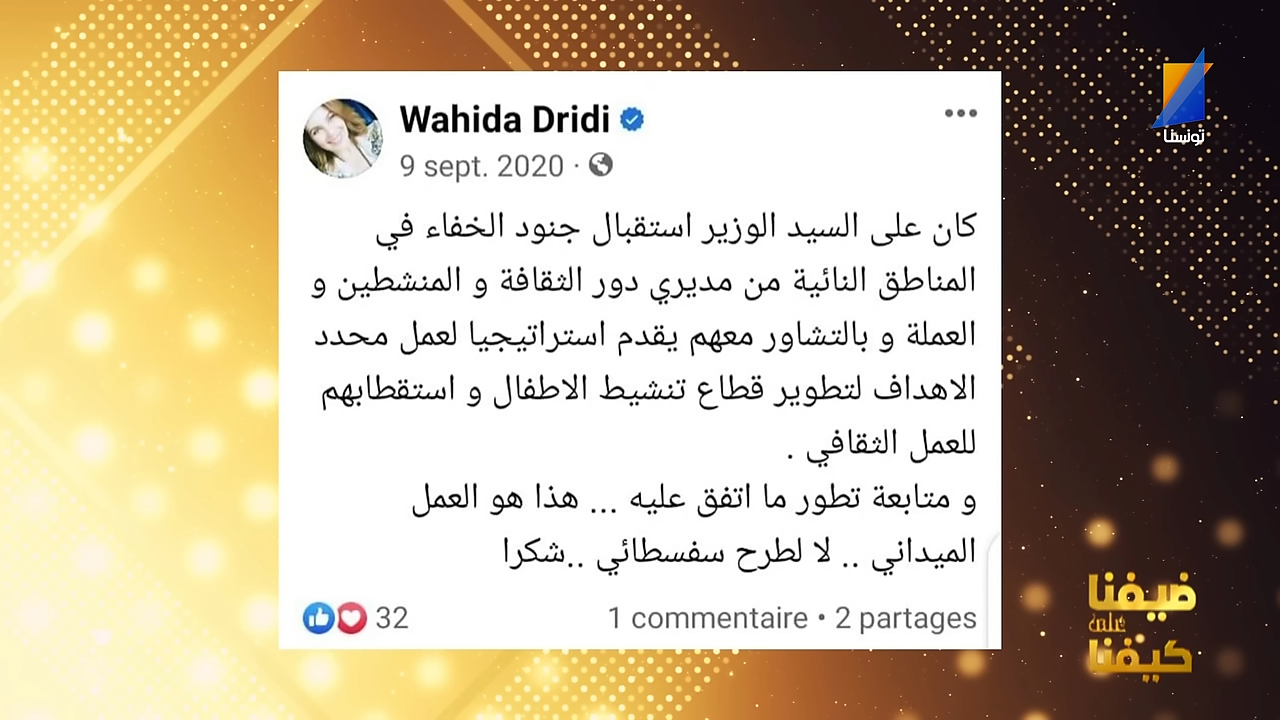 Wahida Dridi
9 sept. 2020 ·
كان على السيد الوزير استقبال جنود الخفاء في
المناطق النائية من مديري دور الثقافة و المنشطين و
العملة و بالتشاور معهم يقدم استراتيجيا لعمل محدد
الاهداف لتطوير قطاع تنشيط الاطفال و استقطابهم
للعمل الثقافي .
و متابعة تطور ما اتفق عليه ... هذا هو العمل
الميداني .. لا لطرح سفسطائي ..شكرا
32
1 commentaire • 2 partages
تونسنا
ضيفنا
على
كيفنا